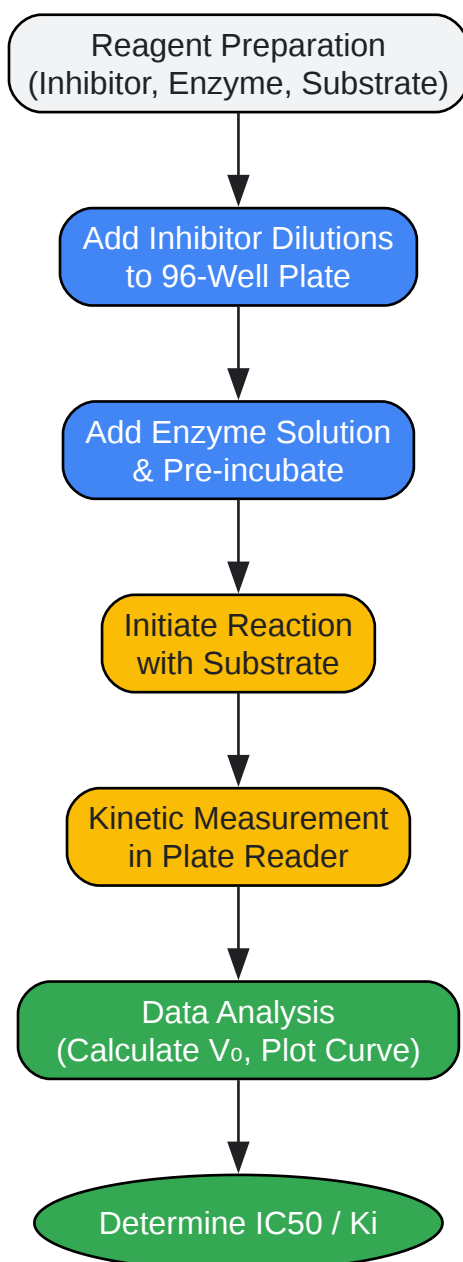 Reagent Preparation
(Inhibitor, Enzyme, Substrate)
Add Inhibitor Dilutions
to 96-Well Plate
Add Enzyme Solution
& Pre-incubate
Initiate Reaction
with Substrate
Kinetic Measurement
in Plate Reader
Data Analysis
(Calculate V₀, Plot Curve)
Determine IC50 / Ki